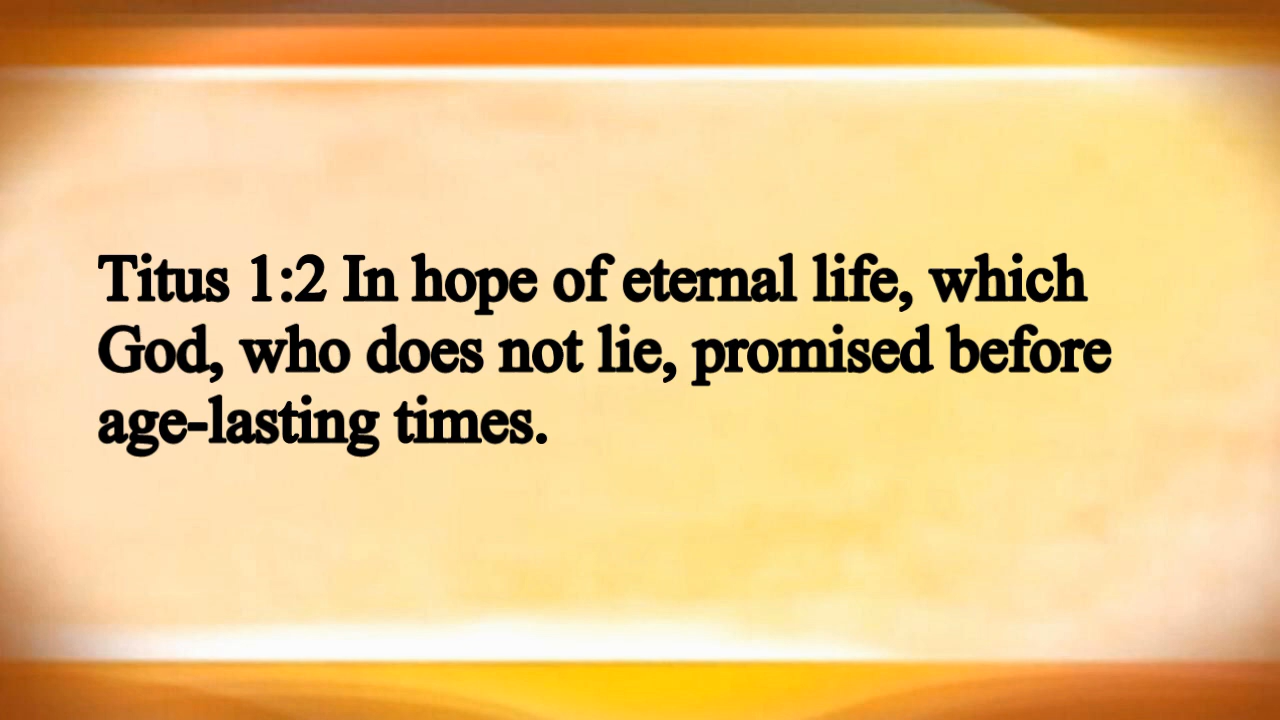 Titus 1:2 In hope of eternal life, which
God, who does not lie, promised before
age-lasting times.